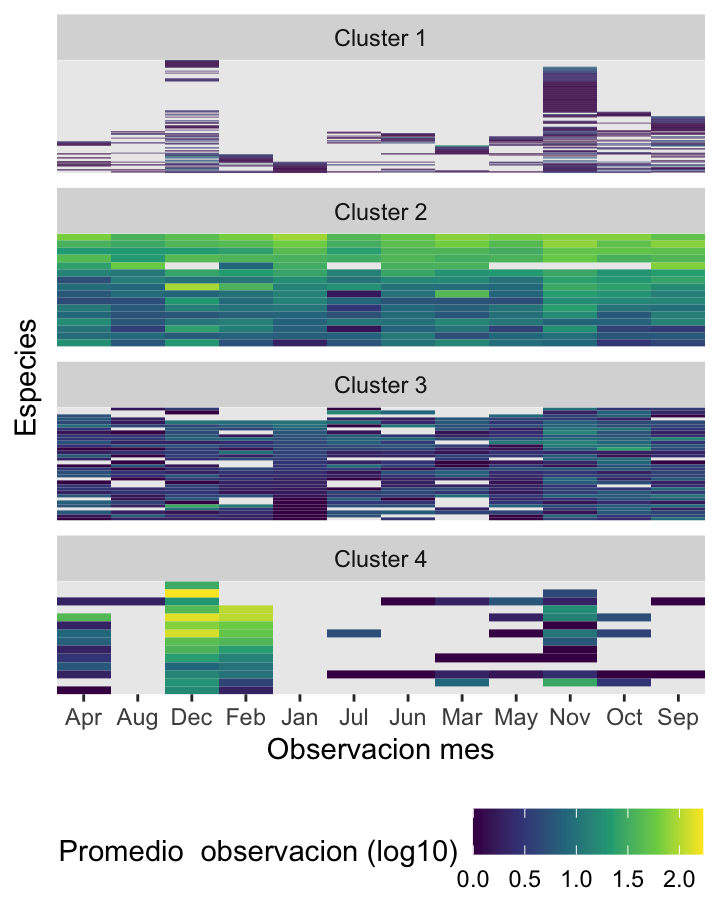 Cluster 1
Cluster 2
Cluster 3
Cluster 4
Especies
Apr Aug Dec Feb Jan Jul Jun Mar May Nov Oct Sep
Observacion mes
Promedio  observacion (log10)
0.0 0.5 1.0 1.5 2.0